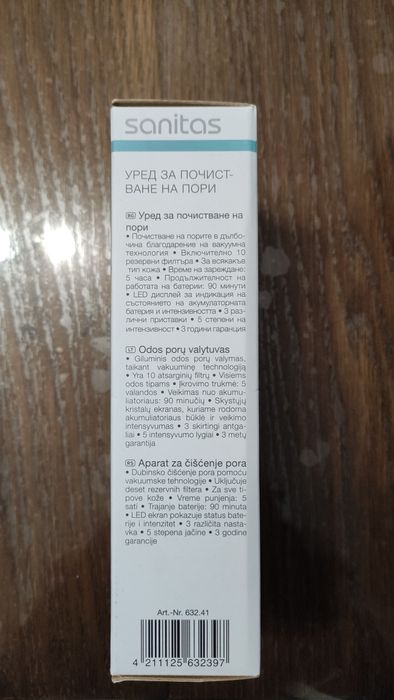 sanitas
УРЕД ЗА ПОЧИСТ-
ВАНЕ НА ПОРИ
BG Уред за почистване на
пори
• Почистване на порите в дълбо-
чина благодарение на вакуумна
технология • Включително 10
резервни филтъра • За всякакъв
тип кожа • Време на зареждане:
5 часа • Продължителност на
работата на батерии: 90 минути
• LED дисплей за индикация на
състоянието на акумулаторната
батерия и интензивността • 3 раз-
лични приставки • 5 степени на
интензивност • 3 години гаранция
LT Odos porų valytuvas
• Giluminis odos porų valymas,
taikant vakuuminę technologiją
• Yra 10 atsarginių filtrų • Visiems
odos tipams • Įkrovimo trukmė: 5
valandos • Veikimas nuo akumu-
liatoriaus: 90 minučių • Skystųjų
kristalų ekranas, kuriame rodoma
akumuliatoriaus būklė ir veikimo
intensyvumas • 3 skirtingi antga-
liai • 5 intensyvumo lygiai • 3 metų
garantija
RS Aparat za čišćenje pora
• Dubinsko čišćenje pora pomoću
vakuumske tehnologije • Uključuje
deset rezervnih filtera • Za sve ti-
pove kože • Vreme punjenja: 5
sati • Trajanje baterije: 90 minuta
• LED ekran pokazuje status bate-
rije i intenzitet • 3 različita nasta-
vka • 5 stepena jačine • 3 godine
garancije
Art.-Nr. 632.41
4 211125 632397